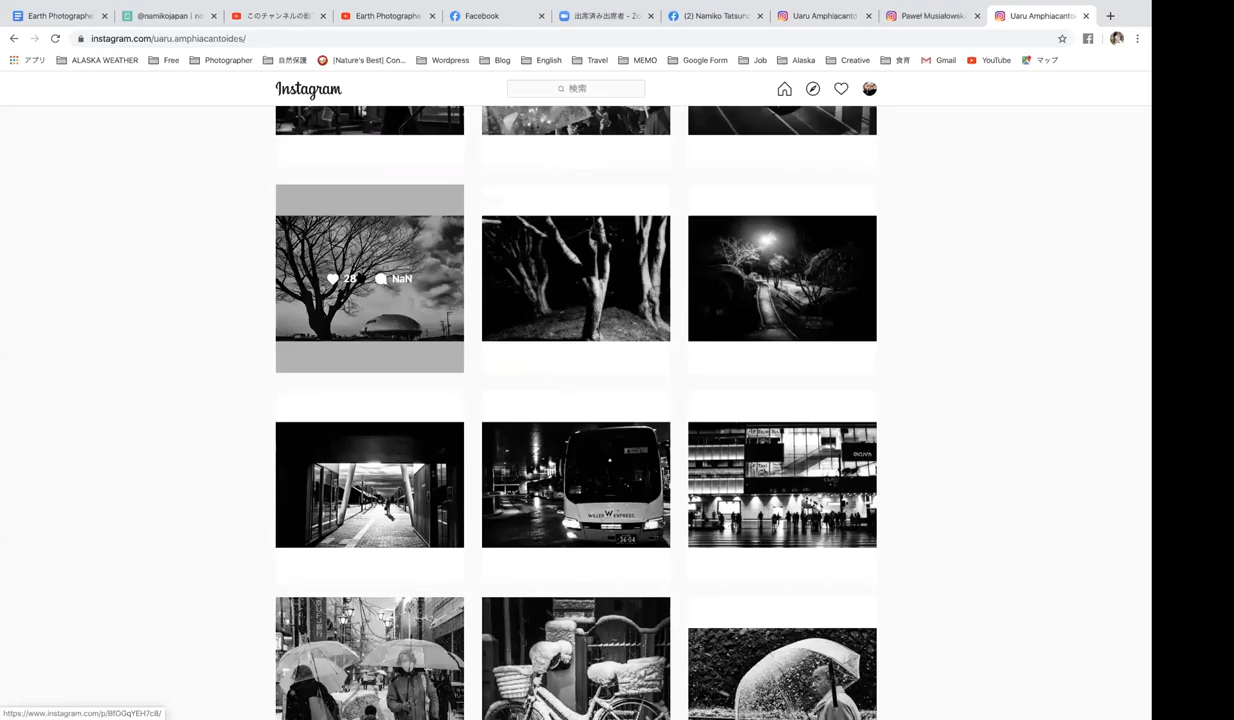 Earth Photographe
@namikojapan | no
このチャンネルの動
Earth Photographe
Facebook
出席済み出席者 - Zo
(2) Namiko Tatsuno
Uaru Amphiacanto
Paweł Musiałowsk
Uaru Amphiacanto
instagram.com/uaru.amphiacantoides/
アプリ
ALASKA WEATHER
Free
Photographer
自然保護
[Nature's Best] Con...
Wordpress
Blog
English
Travel
MEMO
Google Form
Job
Alaska
Creative
食育
Gmail
YouTube
マップ
Instagram
検索
28
NaN
WILLER EXPRESS
36-04
https://www.instagram.com/p/BfOGqYEH7c8/